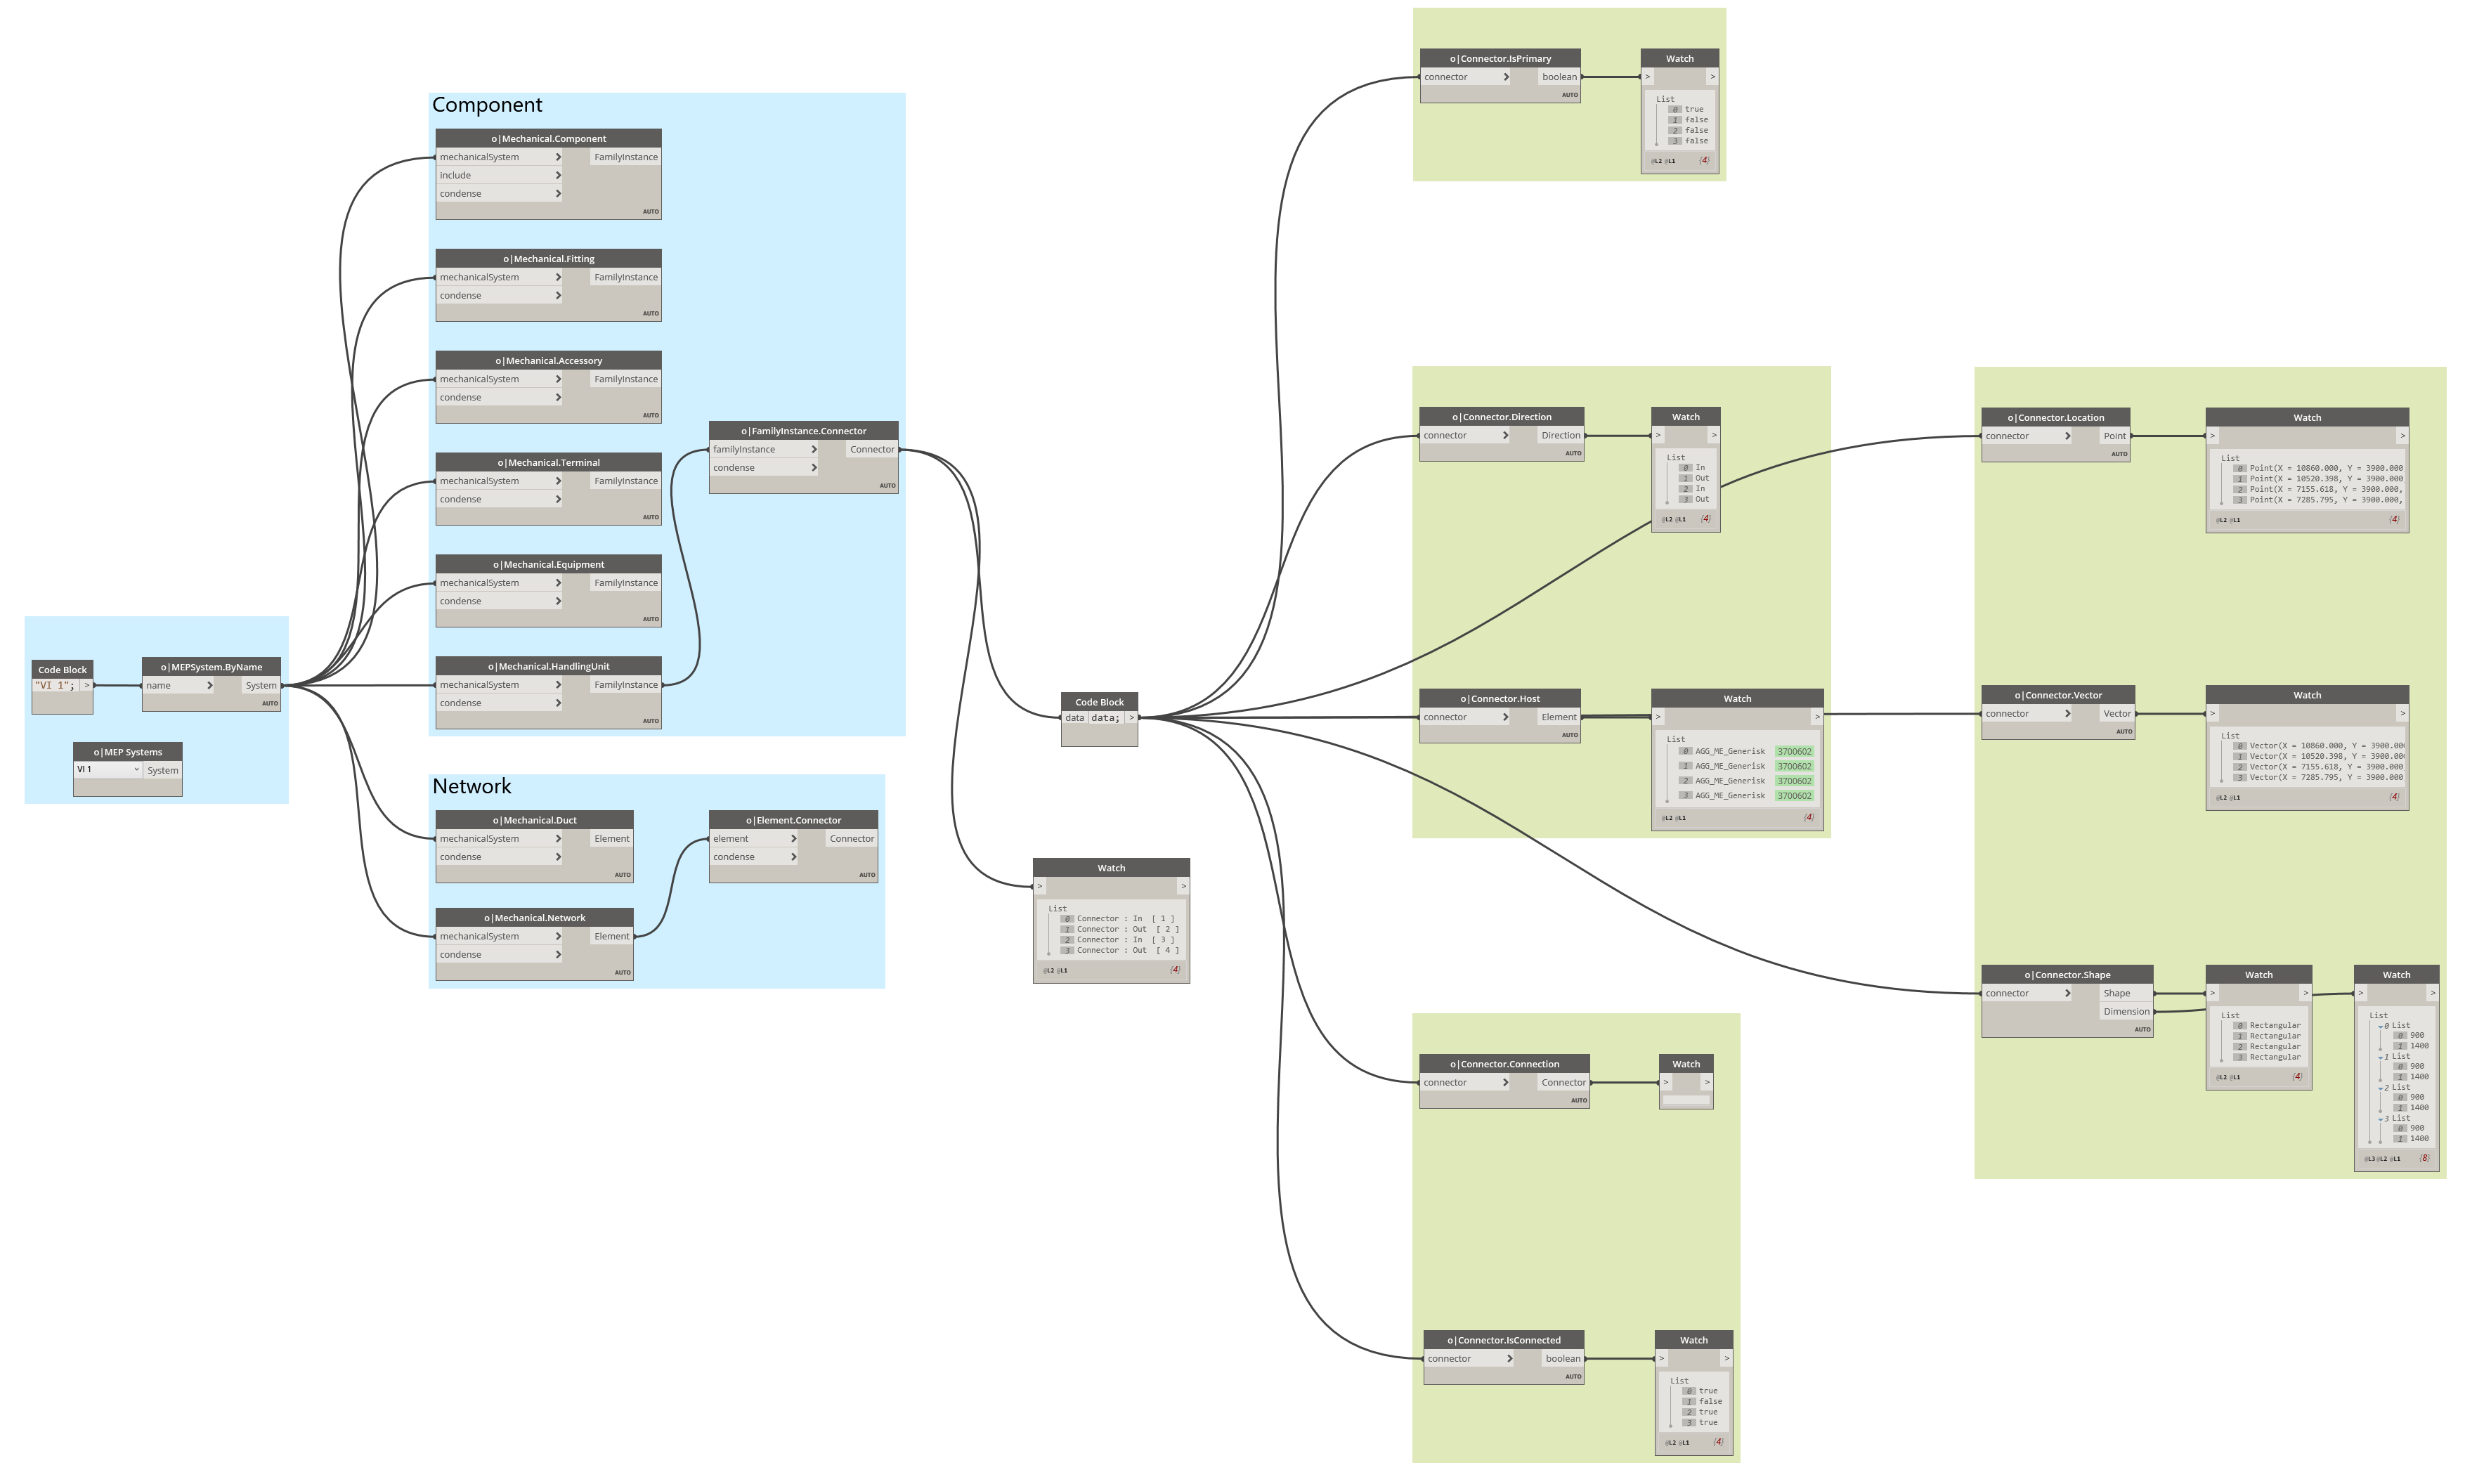 Code Block
"VI 1"; >
o|MEPSystem.ByName
name System
AUTO
o|MEP Systems
VI 1 System
Component
o|Mechanical.Component
mechanicalSystem FamilyInstance
include
condense
AUTO
o|Mechanical.Fitting
mechanicalSystem FamilyInstance
condense
AUTO
o|Mechanical.Accessory
mechanicalSystem FamilyInstance
condense
AUTO
o|Mechanical.Terminal
mechanicalSystem FamilyInstance
condense
AUTO
o|Mechanical.Equipment
mechanicalSystem FamilyInstance
condense
AUTO
o|Mechanical.HandlingUnit
mechanicalSystem FamilyInstance
condense
AUTO
o|FamilyInstance.Connector
familyInstance Connector
condense
AUTO
Network
o|Mechanical.Duct
mechanicalSystem Element
condense
AUTO
o|Mechanical.Network
mechanicalSystem Element
condense
AUTO
o|Element.Connector
element Connector
condense
AUTO
Code Block
data data; >
Watch
> >
List
0 Connector : In [ 1 ]
1 Connector : Out [ 2 ]
2 Connector : In [ 3 ]
3 Connector : Out [ 4 ]
@L2 @L1 {4}
o|Connector.IsPrimary
connector boolean
AUTO
Watch
> >
List
0 true
1 false
2 false
3 false
@L2 @L1 {4}
o|Connector.Direction
connector Direction
AUTO
Watch
> >
List
0 In
1 Out
2 In
3 Out
@L2 @L1 {4}
o|Connector.Host
connector Element
AUTO
Watch
> >
List
0 AGG_ME_Generisk 3700602
1 AGG_ME_Generisk 3700602
2 AGG_ME_Generisk 3700602
3 AGG_ME_Generisk 3700602
@L2 @L1 {4}
o|Connector.Connection
connector Connector
AUTO
Watch
> >
o|Connector.IsConnected
connector boolean
AUTO
Watch
> >
List
0 true
1 false
2 true
3 true
@L2 @L1 {4}
o|Connector.Location
connector Point
AUTO
Watch
> >
List
0 Point(X = 10860.000, Y = 3900.000
1 Point(X = 10520.398, Y = 3900.000
2 Point(X = 7155.618, Y = 3900.000,
3 Point(X = 7285.795, Y = 3900.000,
@L2 @L1 {4}
o|Connector.Vector
connector Vector
AUTO
Watch
> >
List
0 Vector(X = 10860.000, Y = 3900.00
1 Vector(X = 10520.398, Y = 3900.00
2 Vector(X = 7155.618, Y = 3900.000
3 Vector(X = 7285.795, Y = 3900.000
@L2 @L1 {4}
o|Connector.Shape
connector Shape
Dimension
AUTO
Watch
> >
List
0 Rectangular
1 Rectangular
2 Rectangular
3 Rectangular
@L2 @L1 {4}
Watch
> >
List
0 List
0 900
1 1400
1 List
0 900
1 1400
2 List
0 900
1 1400
3 List
0 900
1 1400
@L3 @L2 @L1 {8}